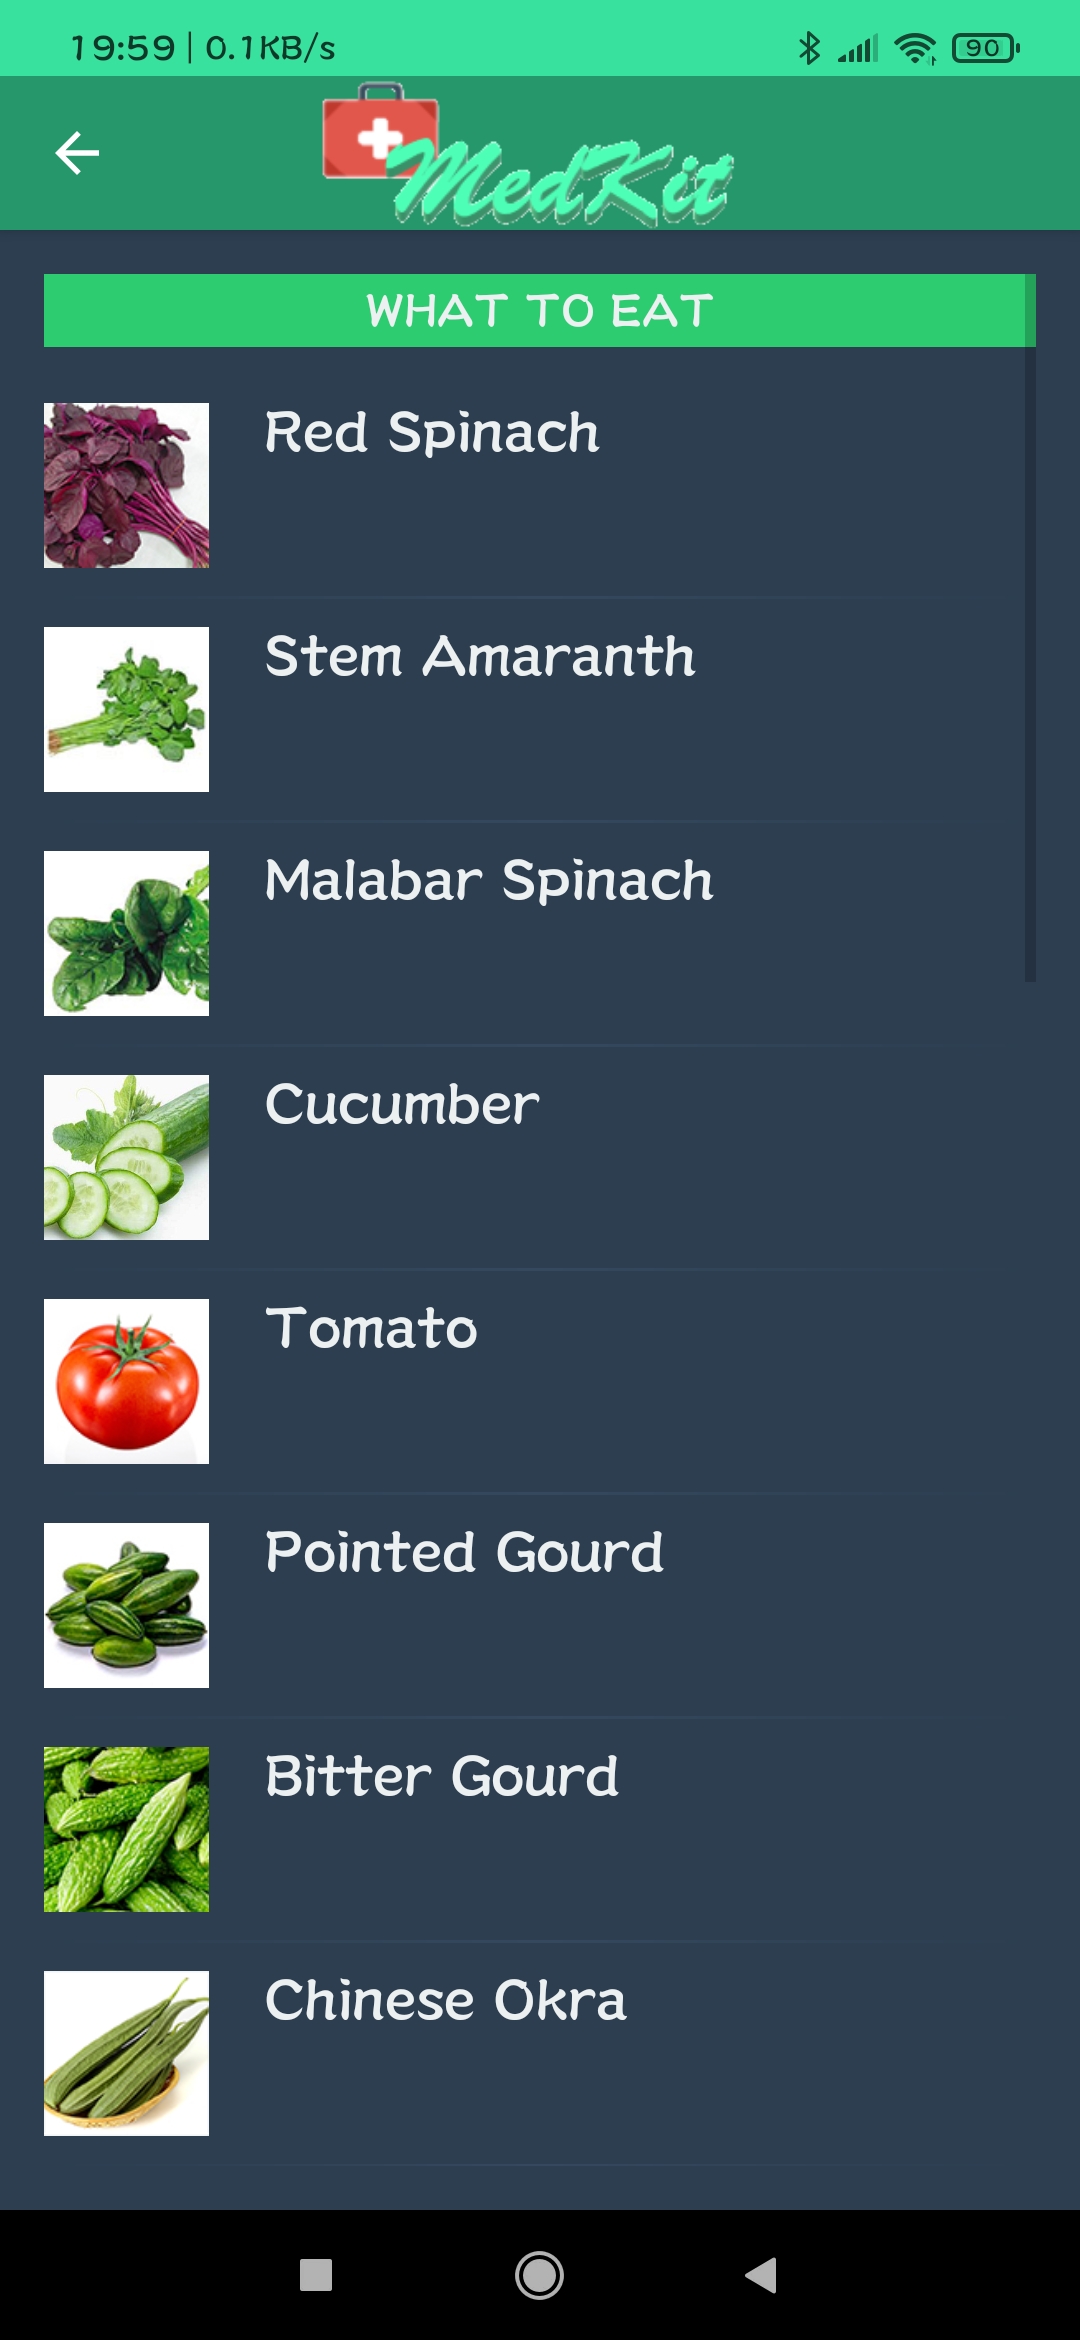 19:59 | 0.1KB/s
90
MedKit
WHAT TO EAT
Red Spinach
Stem Amaranth
Malabar Spinach
Cucumber
Tomato
Pointed Gourd
Bitter Gourd
Chinese Okra